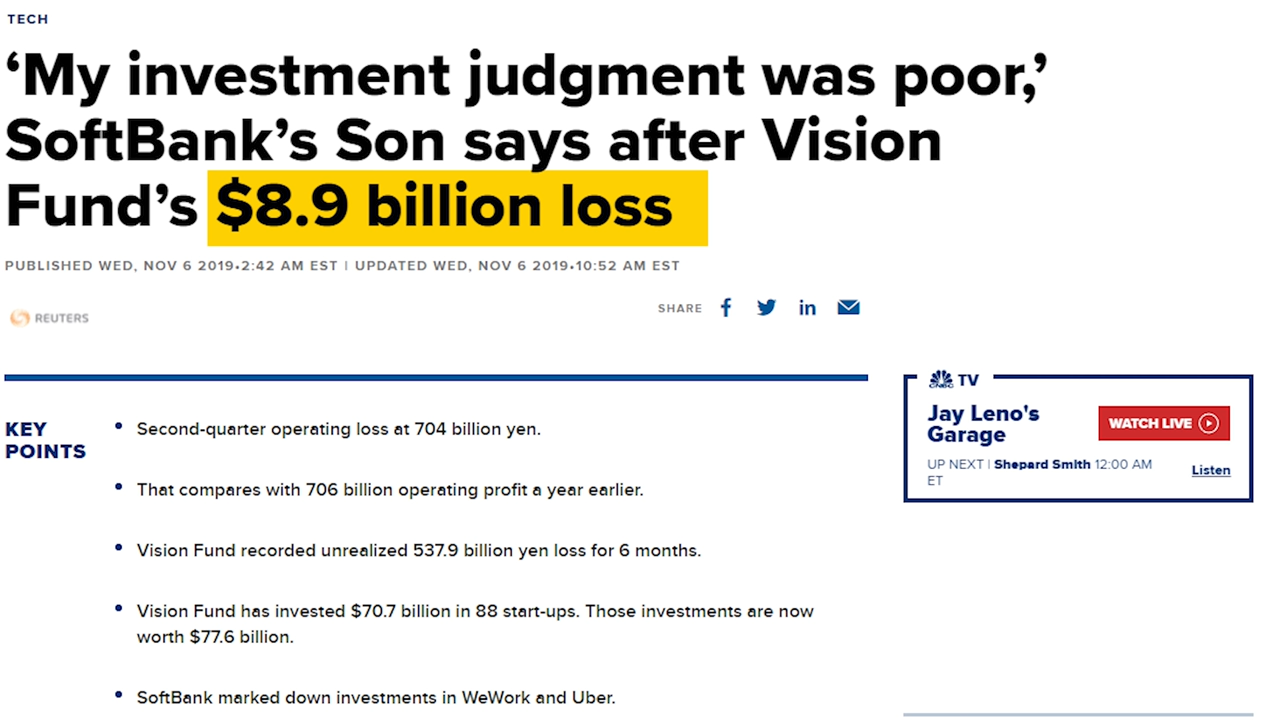 TECH
‘My investment judgment was poor,’
SoftBank’s Son says after Vision
Fund’s $8.9 billion loss
PUBLISHED WED, NOV 6 2019•2:42 AM EST | UPDATED WED, NOV 6 2019•10:52 AM EST
REUTERS
SHARE
KEY
POINTS
• Second-quarter operating loss at 704 billion yen.
• That compares with 706 billion operating profit a year earlier.
• Vision Fund recorded unrealized 537.9 billion yen loss for 6 months.
• Vision Fund has invested $70.7 billion in 88 start-ups. Those investments are now
worth $77.6 billion.
• SoftBank marked down investments in WeWork and Uber.
CNBC TV
Jay Leno's
Garage
WATCH LIVE
UP NEXT | Shepard Smith 12:00 AM
ET
Listen